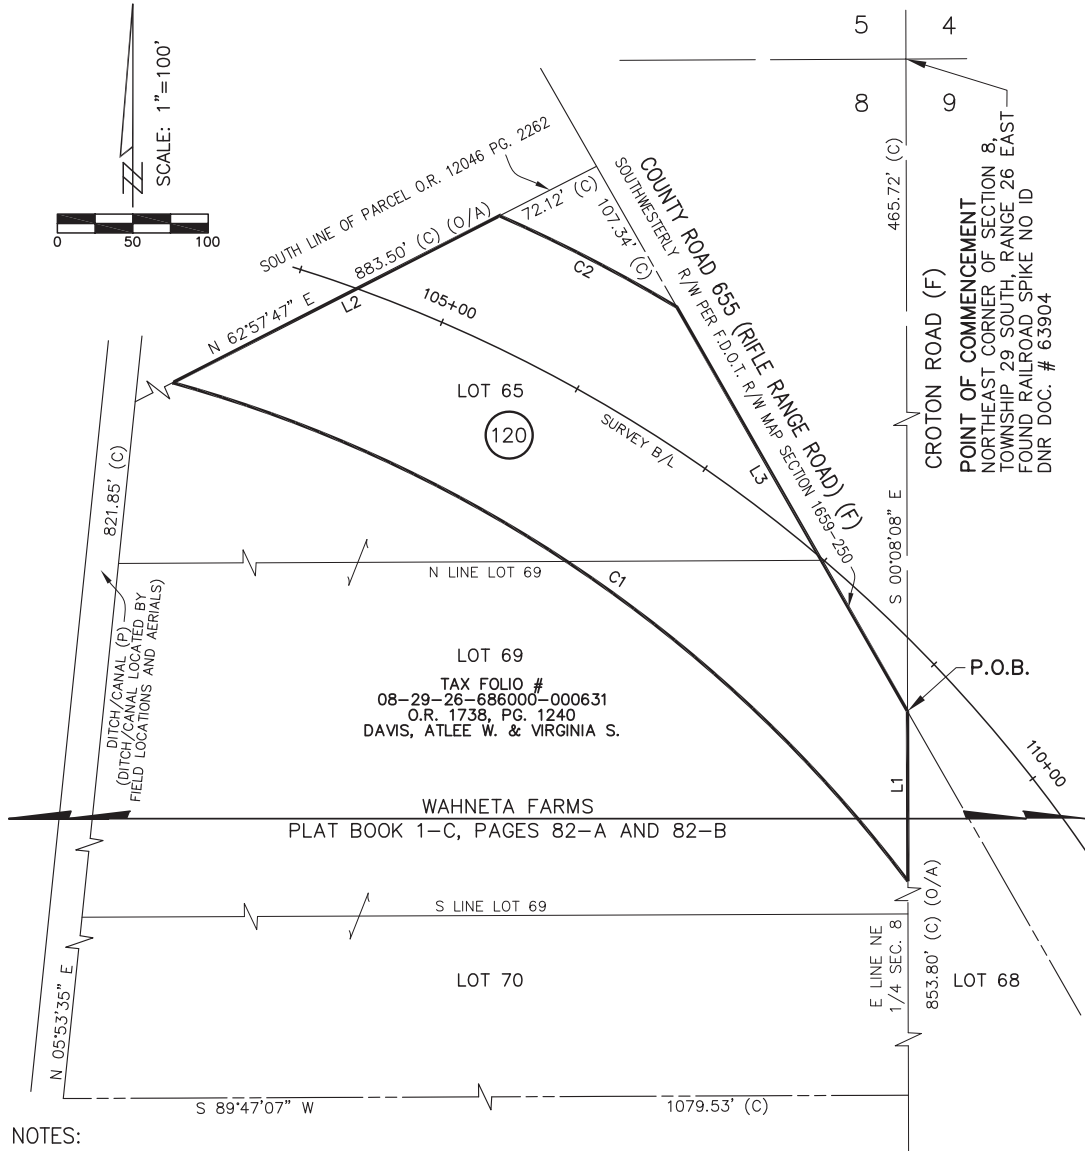 5 4
8 9
SCALE: 1"=100'
N
0 50 100
SOUTH LINE OF PARCEL O.R. 12046 PG. 2262
72.12' (C)
883.50' (C) (O/A)
N 62°57'47" E
L2
C2
107.34' (C)
COUNTY ROAD 655 (RIFLE RANGE ROAD) (F)
SOUTHWESTERLY R/W PER F.D.O.T. R/W MAP SECTION 1659-250
465.72' (C)
CROTON ROAD (F)
POINT OF COMMENCEMENT
NORTHEAST CORNER OF SECTION 8,
TOWNSHIP 29 SOUTH, RANGE 26 EAST
FOUND RAILROAD SPIKE NO ID
DNR DOC. # 63904
105+00
LOT 65
120
SURVEY B/L
L3
821.85' (C)
S 00°08'08" E
N LINE LOT 69
C1
DITCH/CANAL (P)
(DITCH/CANAL LOCATED BY
FIELD LOCATIONS AND AERIALS)
LOT 69
TAX FOLIO #
08-29-26-686000-000631
O.R. 1738, PG. 1240
DAVIS, ATLEE W. & VIRGINIA S.
P.O.B.
110+00
L1
WAHNETA FARMS
PLAT BOOK 1-C, PAGES 82-A AND 82-B
S LINE LOT 69
E LINE NE
1/4 SEC. 8
853.80' (C) (O/A)
LOT 70
LOT 68
N 05°53'35" E
S 89°47'07" W
1079.53' (C)
NOTES: